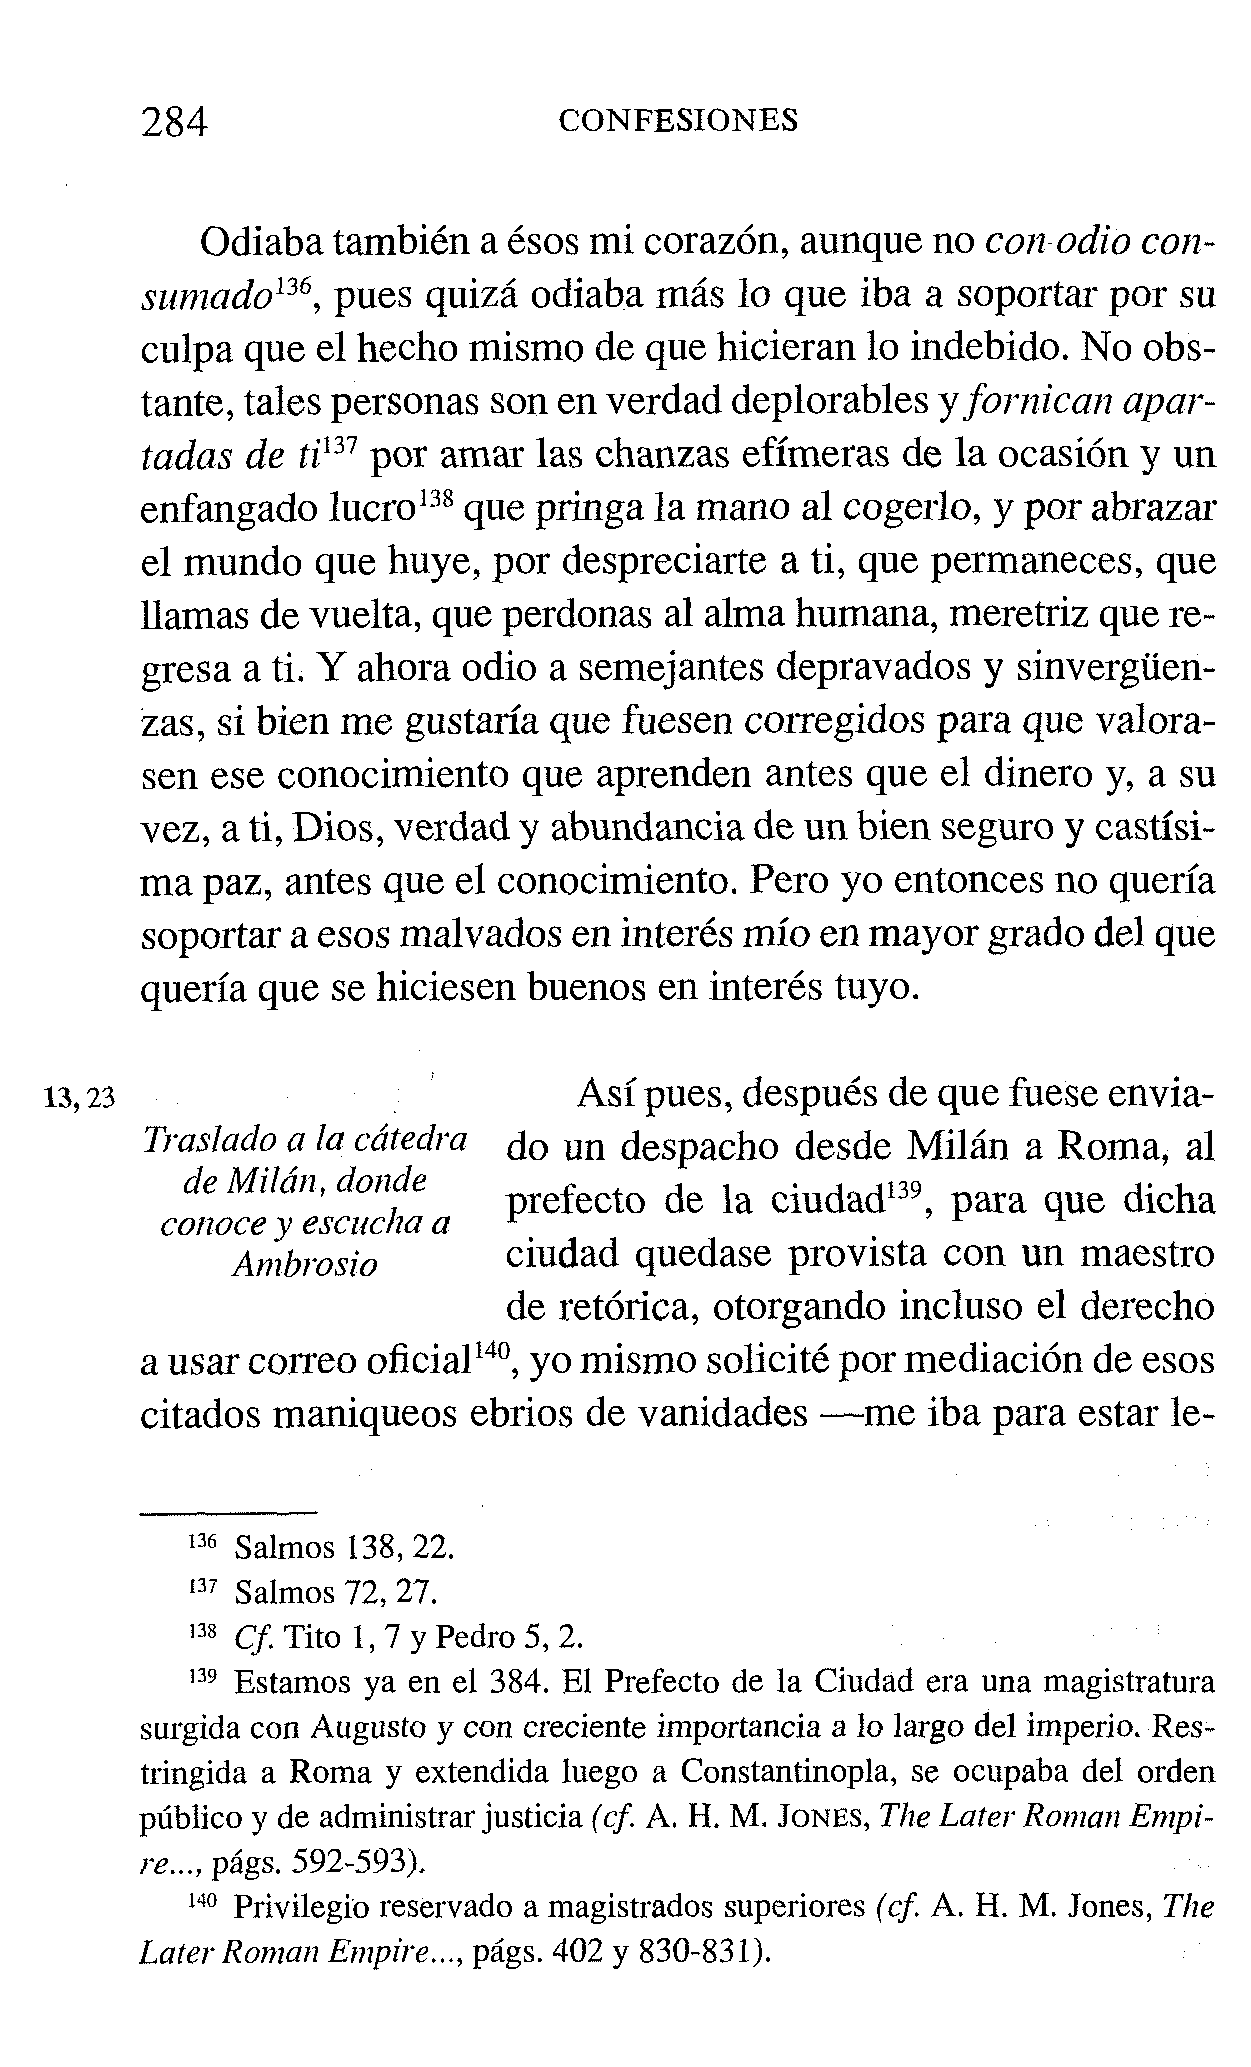 284 CONFESIONES
Odiaba también a ésos mi corazón, aunque no con odio con-
sumado¹³⁶, pues quizá odiaba más lo que iba a soportar por su
culpa que el hecho mismo de que hicieran lo indebido. No obs-
tante, tales personas son en verdad deplorables y fornican apar-
tadas de ti¹³⁷ por amar las chanzas efímeras de la ocasión y un
enfangado lucro¹³⁸ que pringa la mano al cogerlo, y por abrazar
el mundo que huye, por despreciarte a ti, que permaneces, que
llamas de vuelta, que perdonas al alma humana, meretriz que re-
gresa a ti. Y ahora odio a semejantes depravados y sinvergüen-
zas, si bien me gustaría que fuesen corregidos para que valora-
sen ese conocimiento que aprenden antes que el dinero y, a su
vez, a ti, Dios, verdad y abundancia de un bien seguro y castísi-
ma paz, antes que el conocimiento. Pero yo entonces no quería
soportar a esos malvados en interés mío en mayor grado del que
quería que se hiciesen buenos en interés tuyo.
13, 23
Traslado a la cátedra
de Milán, donde
conoce y escucha a
Ambrosio
Así pues, después de que fuese envia-
do un despacho desde Milán a Roma, al
prefecto de la ciudad¹³⁹, para que dicha
ciudad quedase provista con un maestro
de retórica, otorgando incluso el derecho
a usar correo oficial¹⁴⁰, yo mismo solicité por mediación de esos
citados maniqueos ebrios de vanidades —me iba para estar le-
¹³⁶ Salmos 138, 22.
¹³⁷ Salmos 72, 27.
¹³⁸ Cf. Tito 1, 7 y Pedro 5, 2.
¹³⁹ Estamos ya en el 384. El Prefecto de la Ciudad era una magistratura
surgida con Augusto y con creciente importancia a lo largo del imperio. Res-
tringida a Roma y extendida luego a Constantinopla, se ocupaba del orden
público y de administrar justicia (cf. A. H. M. JONES, The Later Roman Empi-
re..., págs. 592-593).
¹⁴⁰ Privilegio reservado a magistrados superiores (cf. A. H. M. Jones, The
Later Roman Empire..., págs. 402 y 830-831).